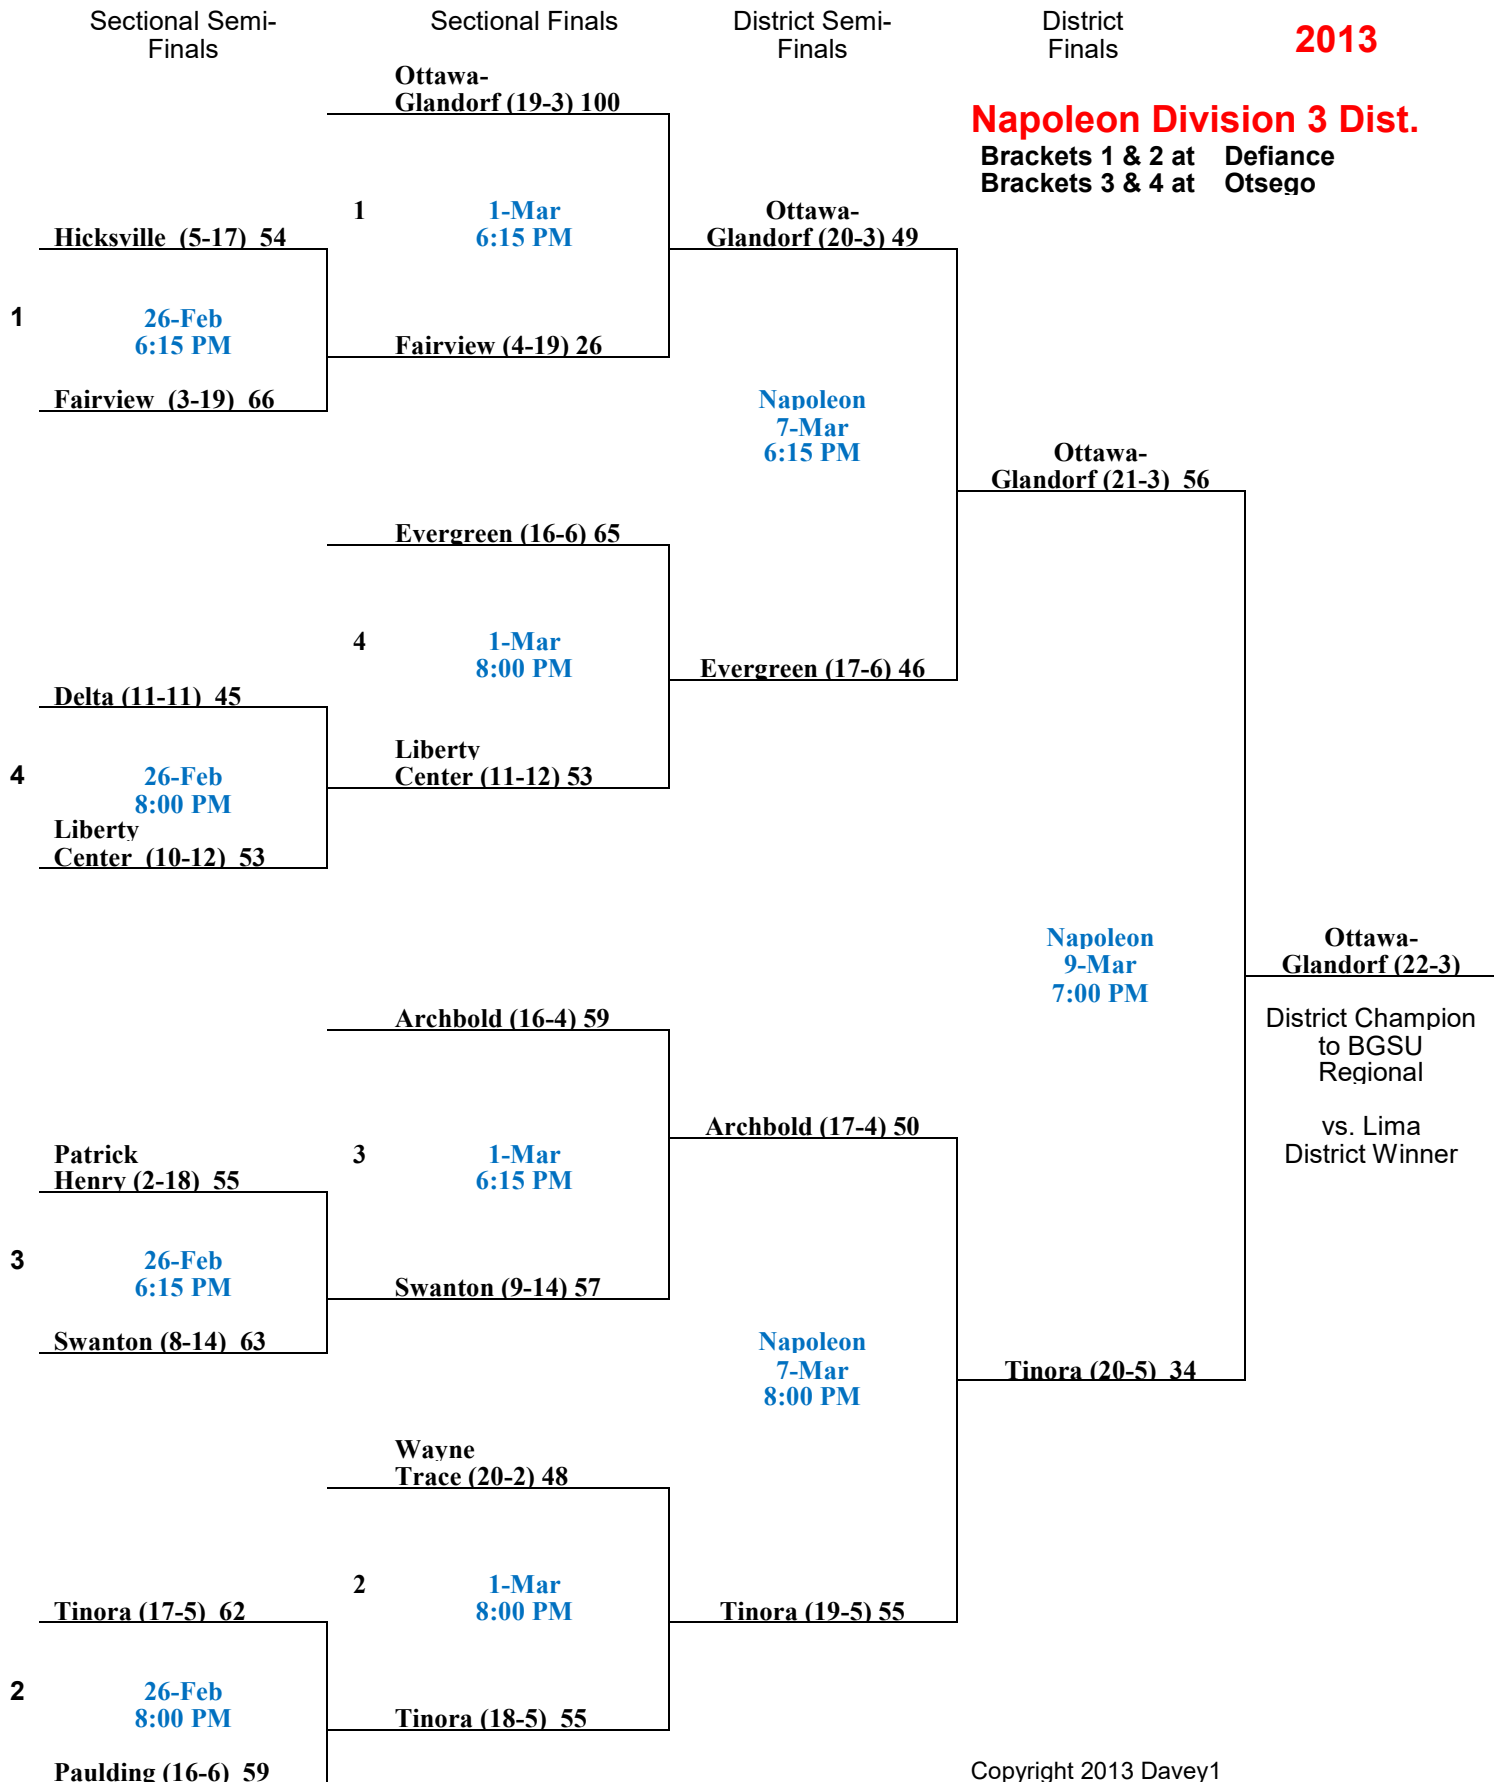 Sectional Semi-
Finals
Sectional Finals
District Semi-
Finals
District
Finals
2013
Napoleon Division 3 Dist.
Brackets 1 & 2 at Defiance
Brackets 3 & 4 at Otsego
Ottawa-
Glandorf (19-3) 100
1
1-Mar
6:15 PM
Ottawa-
Glandorf (20-3) 49
Hicksville (5-17) 54
1
26-Feb
6:15 PM
Fairview (4-19) 26
Fairview (3-19) 66
Napoleon
7-Mar
6:15 PM
Ottawa-
Glandorf (21-3) 56
Evergreen (16-6) 65
4
1-Mar
8:00 PM
Evergreen (17-6) 46
Delta (11-11) 45
Liberty
Center (11-12) 53
4
26-Feb
8:00 PM
Liberty
Center (10-12) 53
Napoleon
9-Mar
7:00 PM
Ottawa-
Glandorf (22-3)
District Champion
to BGSU
Regional
vs. Lima
District Winner
Archbold (16-4) 59
Archbold (17-4) 50
Patrick
Henry (2-18) 55
3
1-Mar
6:15 PM
3
26-Feb
6:15 PM
Swanton (9-14) 57
Swanton (8-14) 63
Napoleon
7-Mar
8:00 PM
Tinora (20-5) 34
Wayne
Trace (20-2) 48
2
1-Mar
8:00 PM
Tinora (17-5) 62
Tinora (19-5) 55
2
26-Feb
8:00 PM
Tinora (18-5) 55
Paulding (16-6) 59
Copyright 2013 Davey1